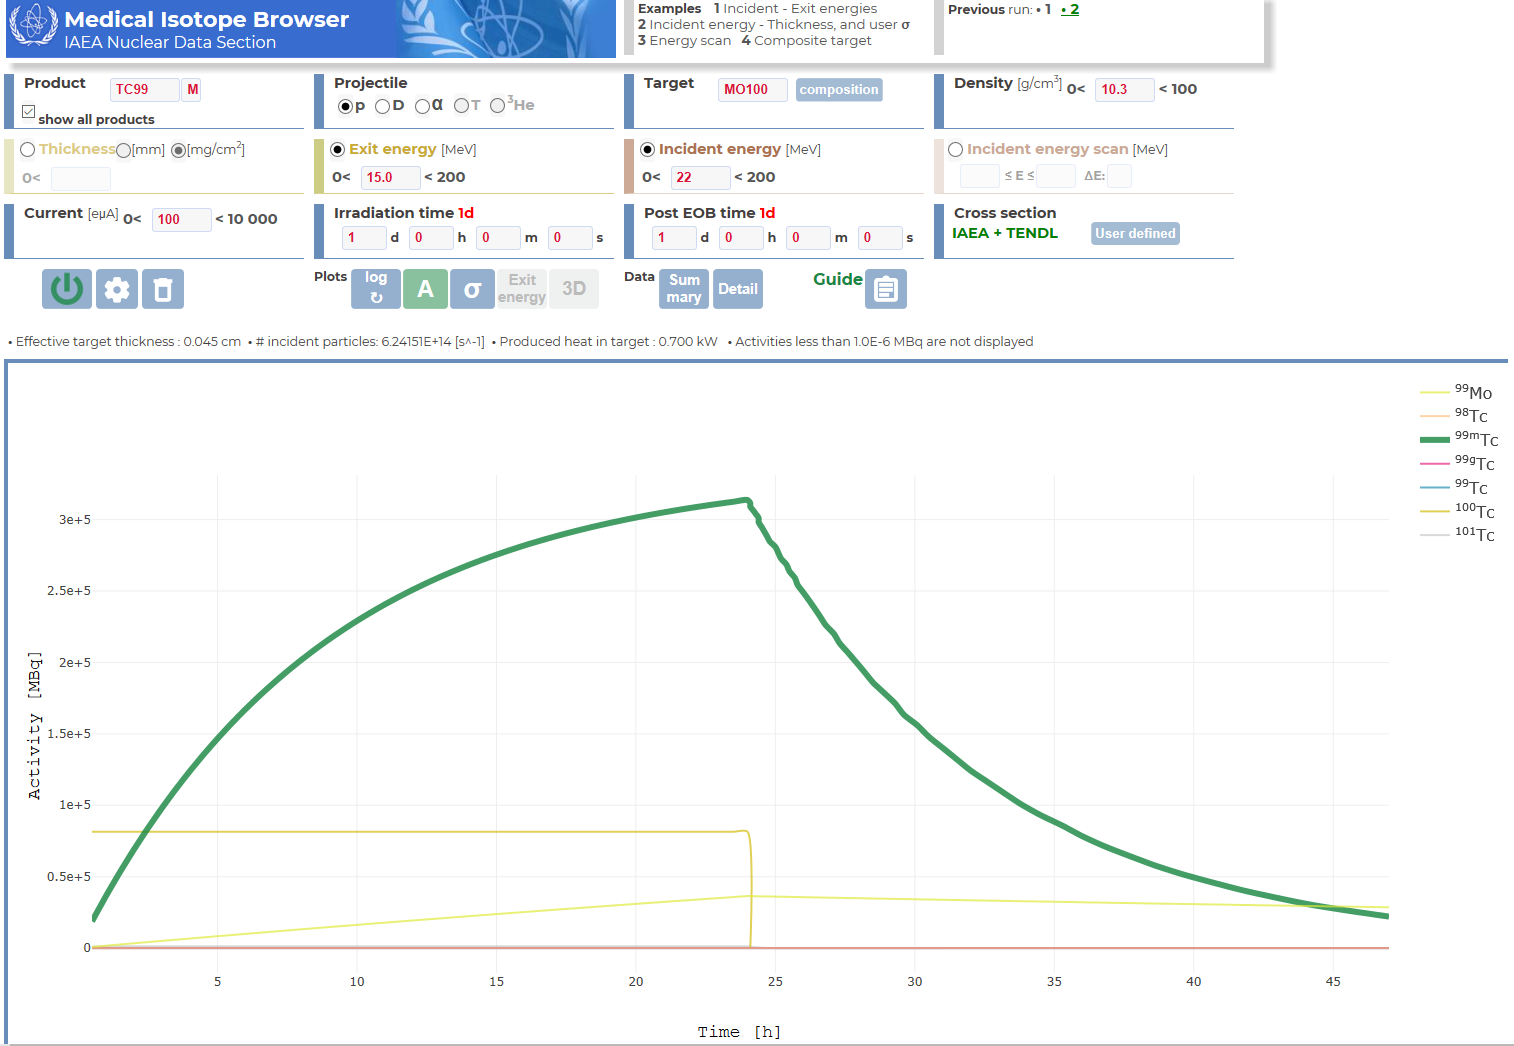 Medical Isotope Browser
IAEA Nuclear Data Section
Examples 1 Incident - Exit energies
2 Incident energy - Thickness, and user σ
3 Energy scan 4 Composite target
Previous run: • 1 • 2
Product TC99 M
show all products
Projectile
p D α T ³He
Target MO100 composition
Density [g/cm³] 0< 10.3 < 100
Thickness [mm] [mg/cm²]
0<
Exit energy [MeV]
0< 15.0 < 200
Incident energy [MeV]
0< 22 < 200
Incident energy scan [MeV]
≤ E ≤ ΔE:
Current [eµA] 0< 100 < 10 000
Irradiation time 1d
1 d 0 h 0 m 0 s
Post EOB time 1d
1 d 0 h 0 m 0 s
Cross section
IAEA + TENDL User defined
Plots log ↻ A σ Exit energy 3D
Data Sum mary Detail
Guide
• Effective target thickness : 0.045 cm • # incident particles: 6.24151E+14 [s^-1] • Produced heat in target : 0.700 kW • Activities less than 1.0E-6 MBq are not displayed
⁹⁹Mo
⁹⁸Tc
⁹⁹ᵐTc
⁹⁹ᵍTc
⁹⁹Tc
¹⁰⁰Tc
¹⁰¹Tc
Activity [MBq]
3e+5
2.5e+5
2e+5
1.5e+5
1e+5
0.5e+5
0
5 10 15 20 25 30 35 40 45
Time [h]